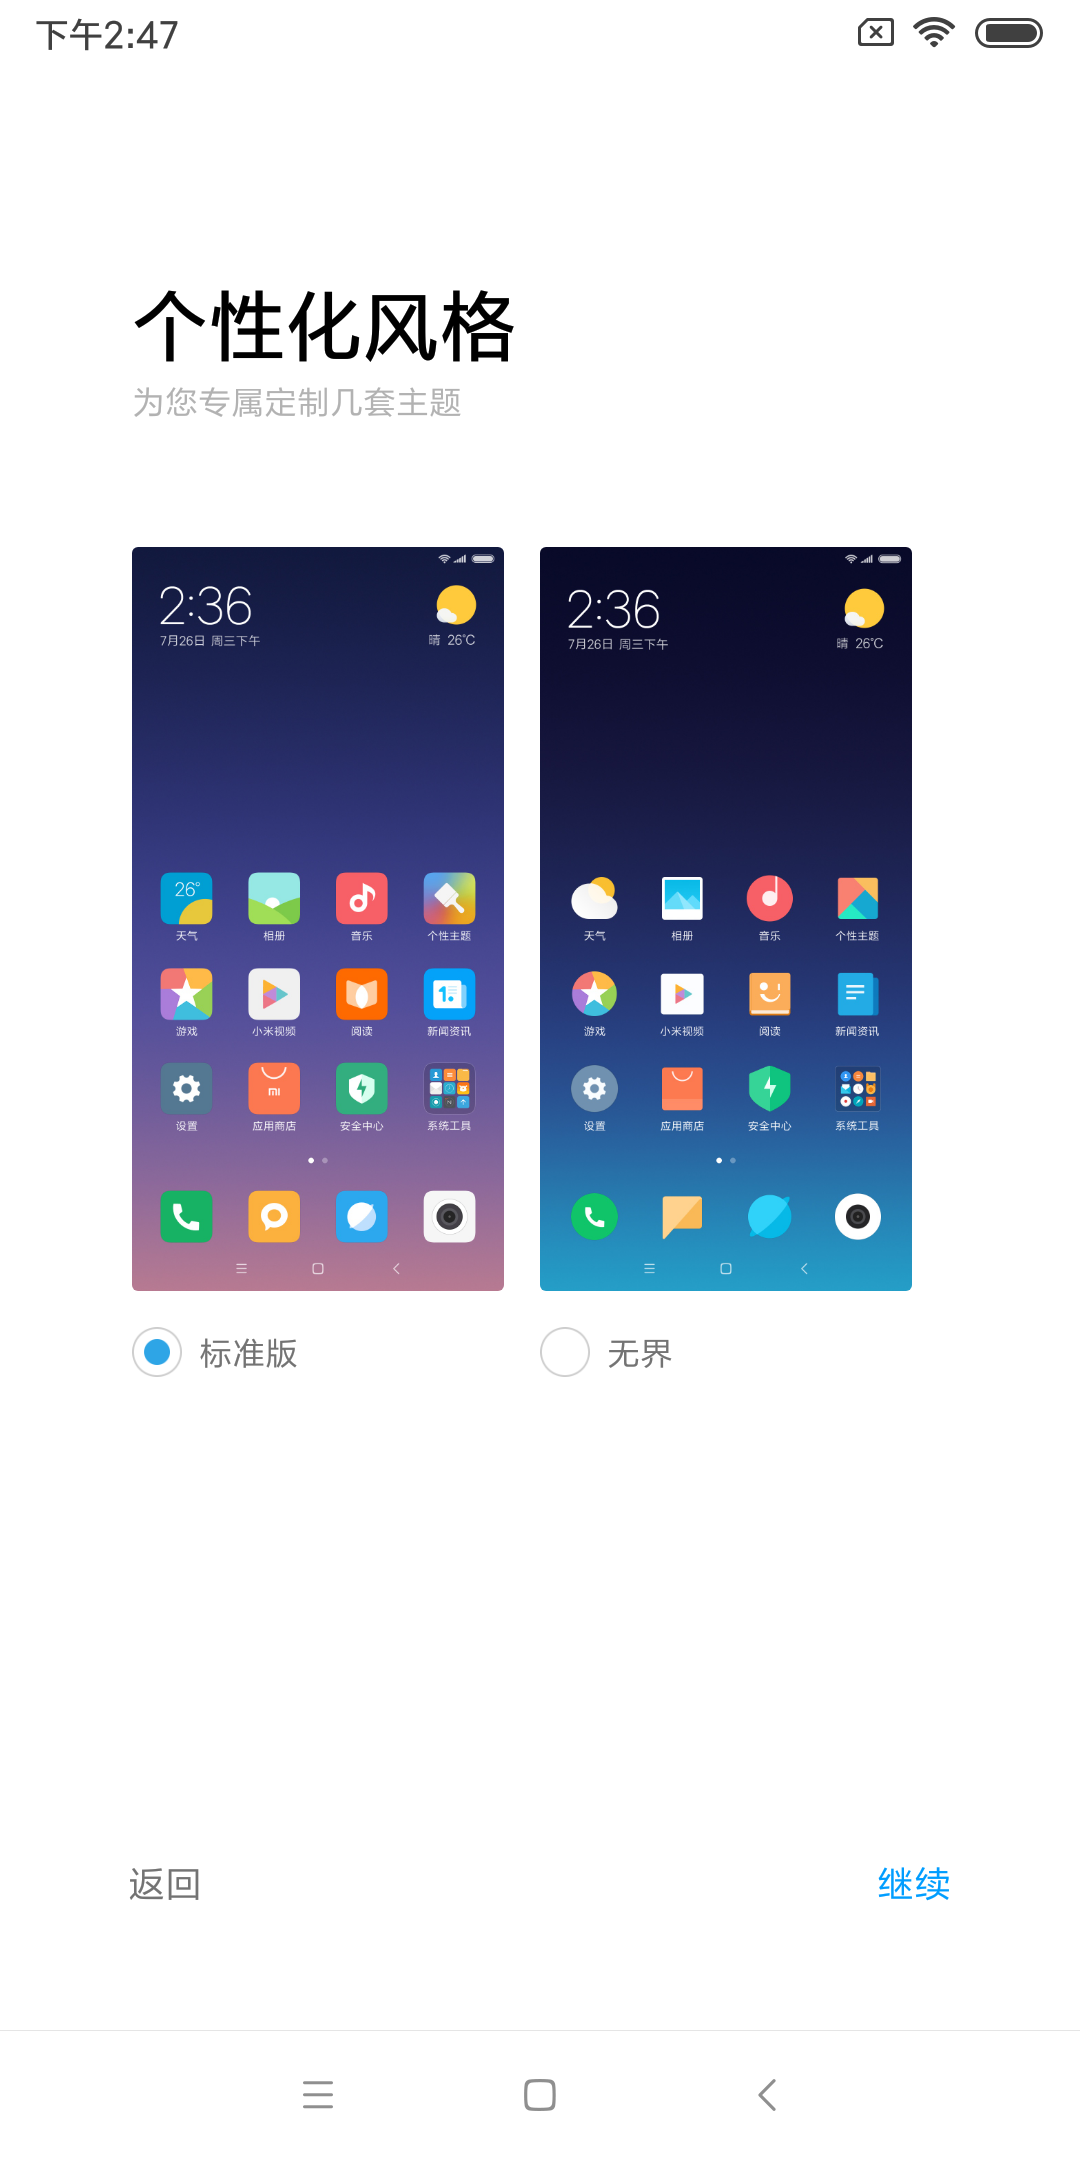 下午2:47
个性化风格
为您专属定制几套主题
2:36
7月26日 周三下午
晴 26°C
26°
天气 相册 音乐 个性主题
游戏 小米视频 阅读 新闻资讯
设置 应用商店 安全中心 系统工具
2:36
7月26日 周三下午
晴 26°C
天气 相册 音乐 个性主题
游戏 小米视频 阅读 新闻资讯
设置 应用商店 安全中心 系统工具
标准版
无界
返回
继续